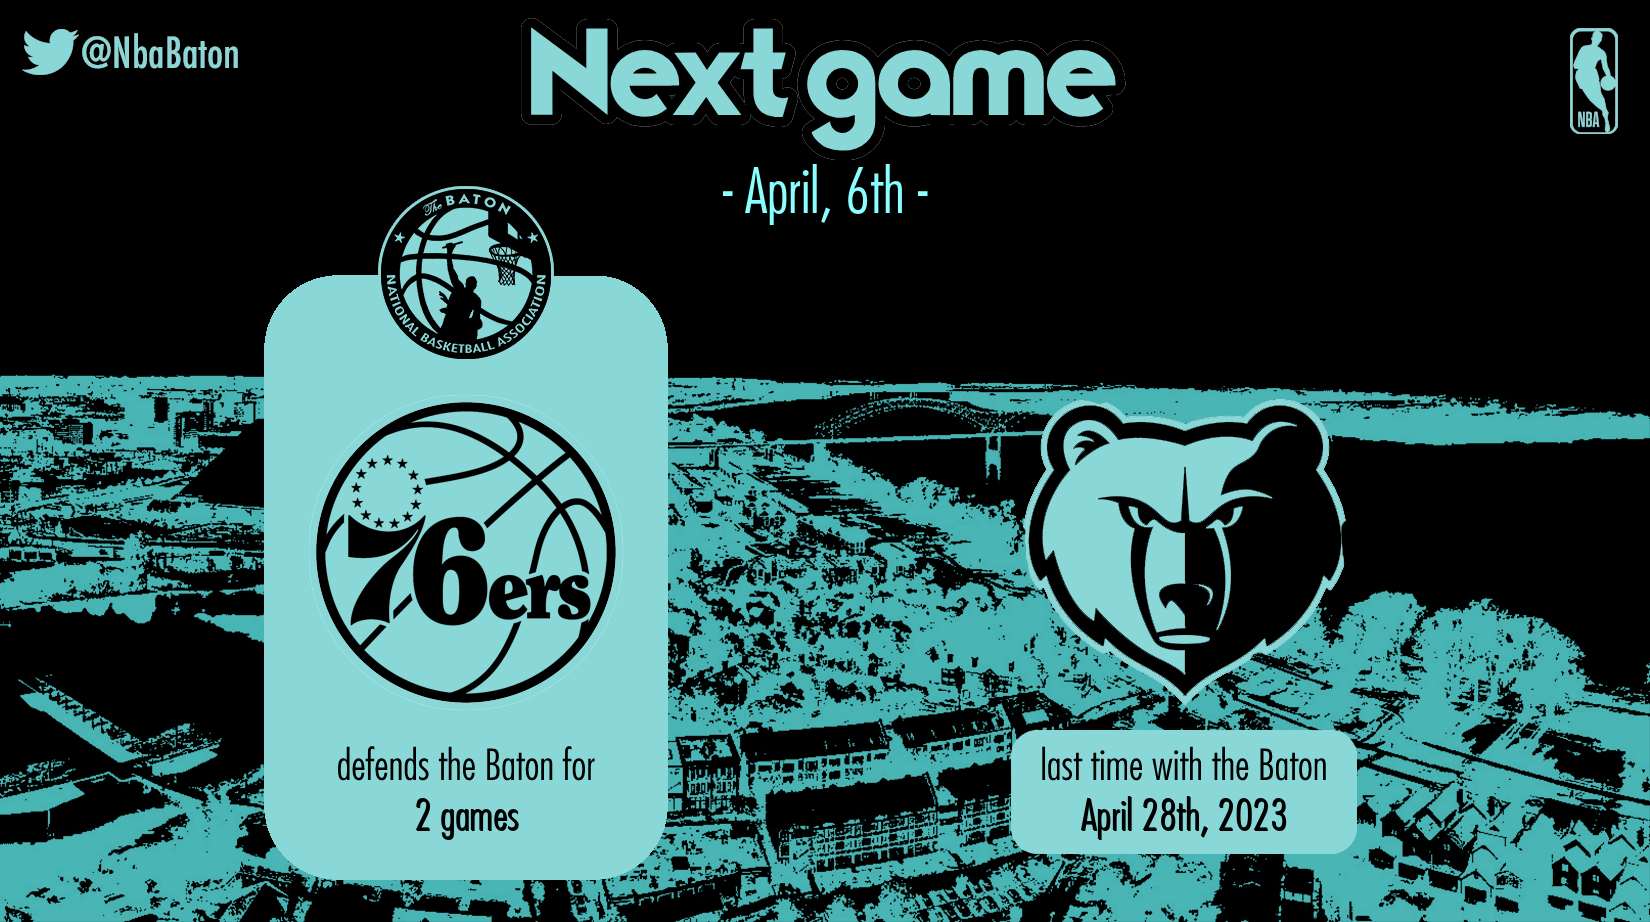 @NbaBaton
Next game
NBA
- April, 6th -
The BATON
NATIONAL BASKETBALL ASSOCIATION
76ers
defends the Baton for
2 games
last time with the Baton
April 28th, 2023